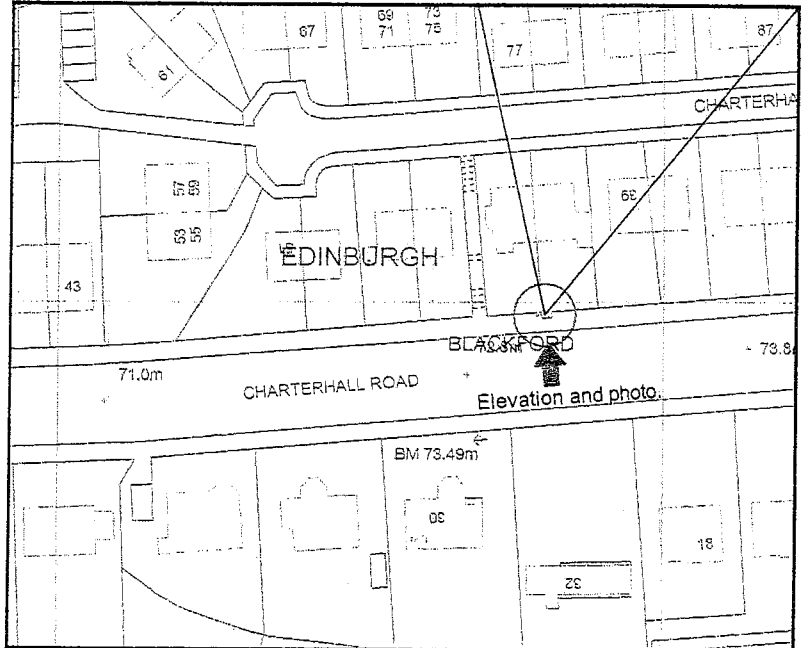 67
69 73
71 75
77
87
61
CHARTERHA
57 59
53 55
39
EDINBURGH
43
BLACKFORD
73.8
71.0m
CHARTERHALL ROAD
Elevation and photo.
BM 73.49m
30
18
32